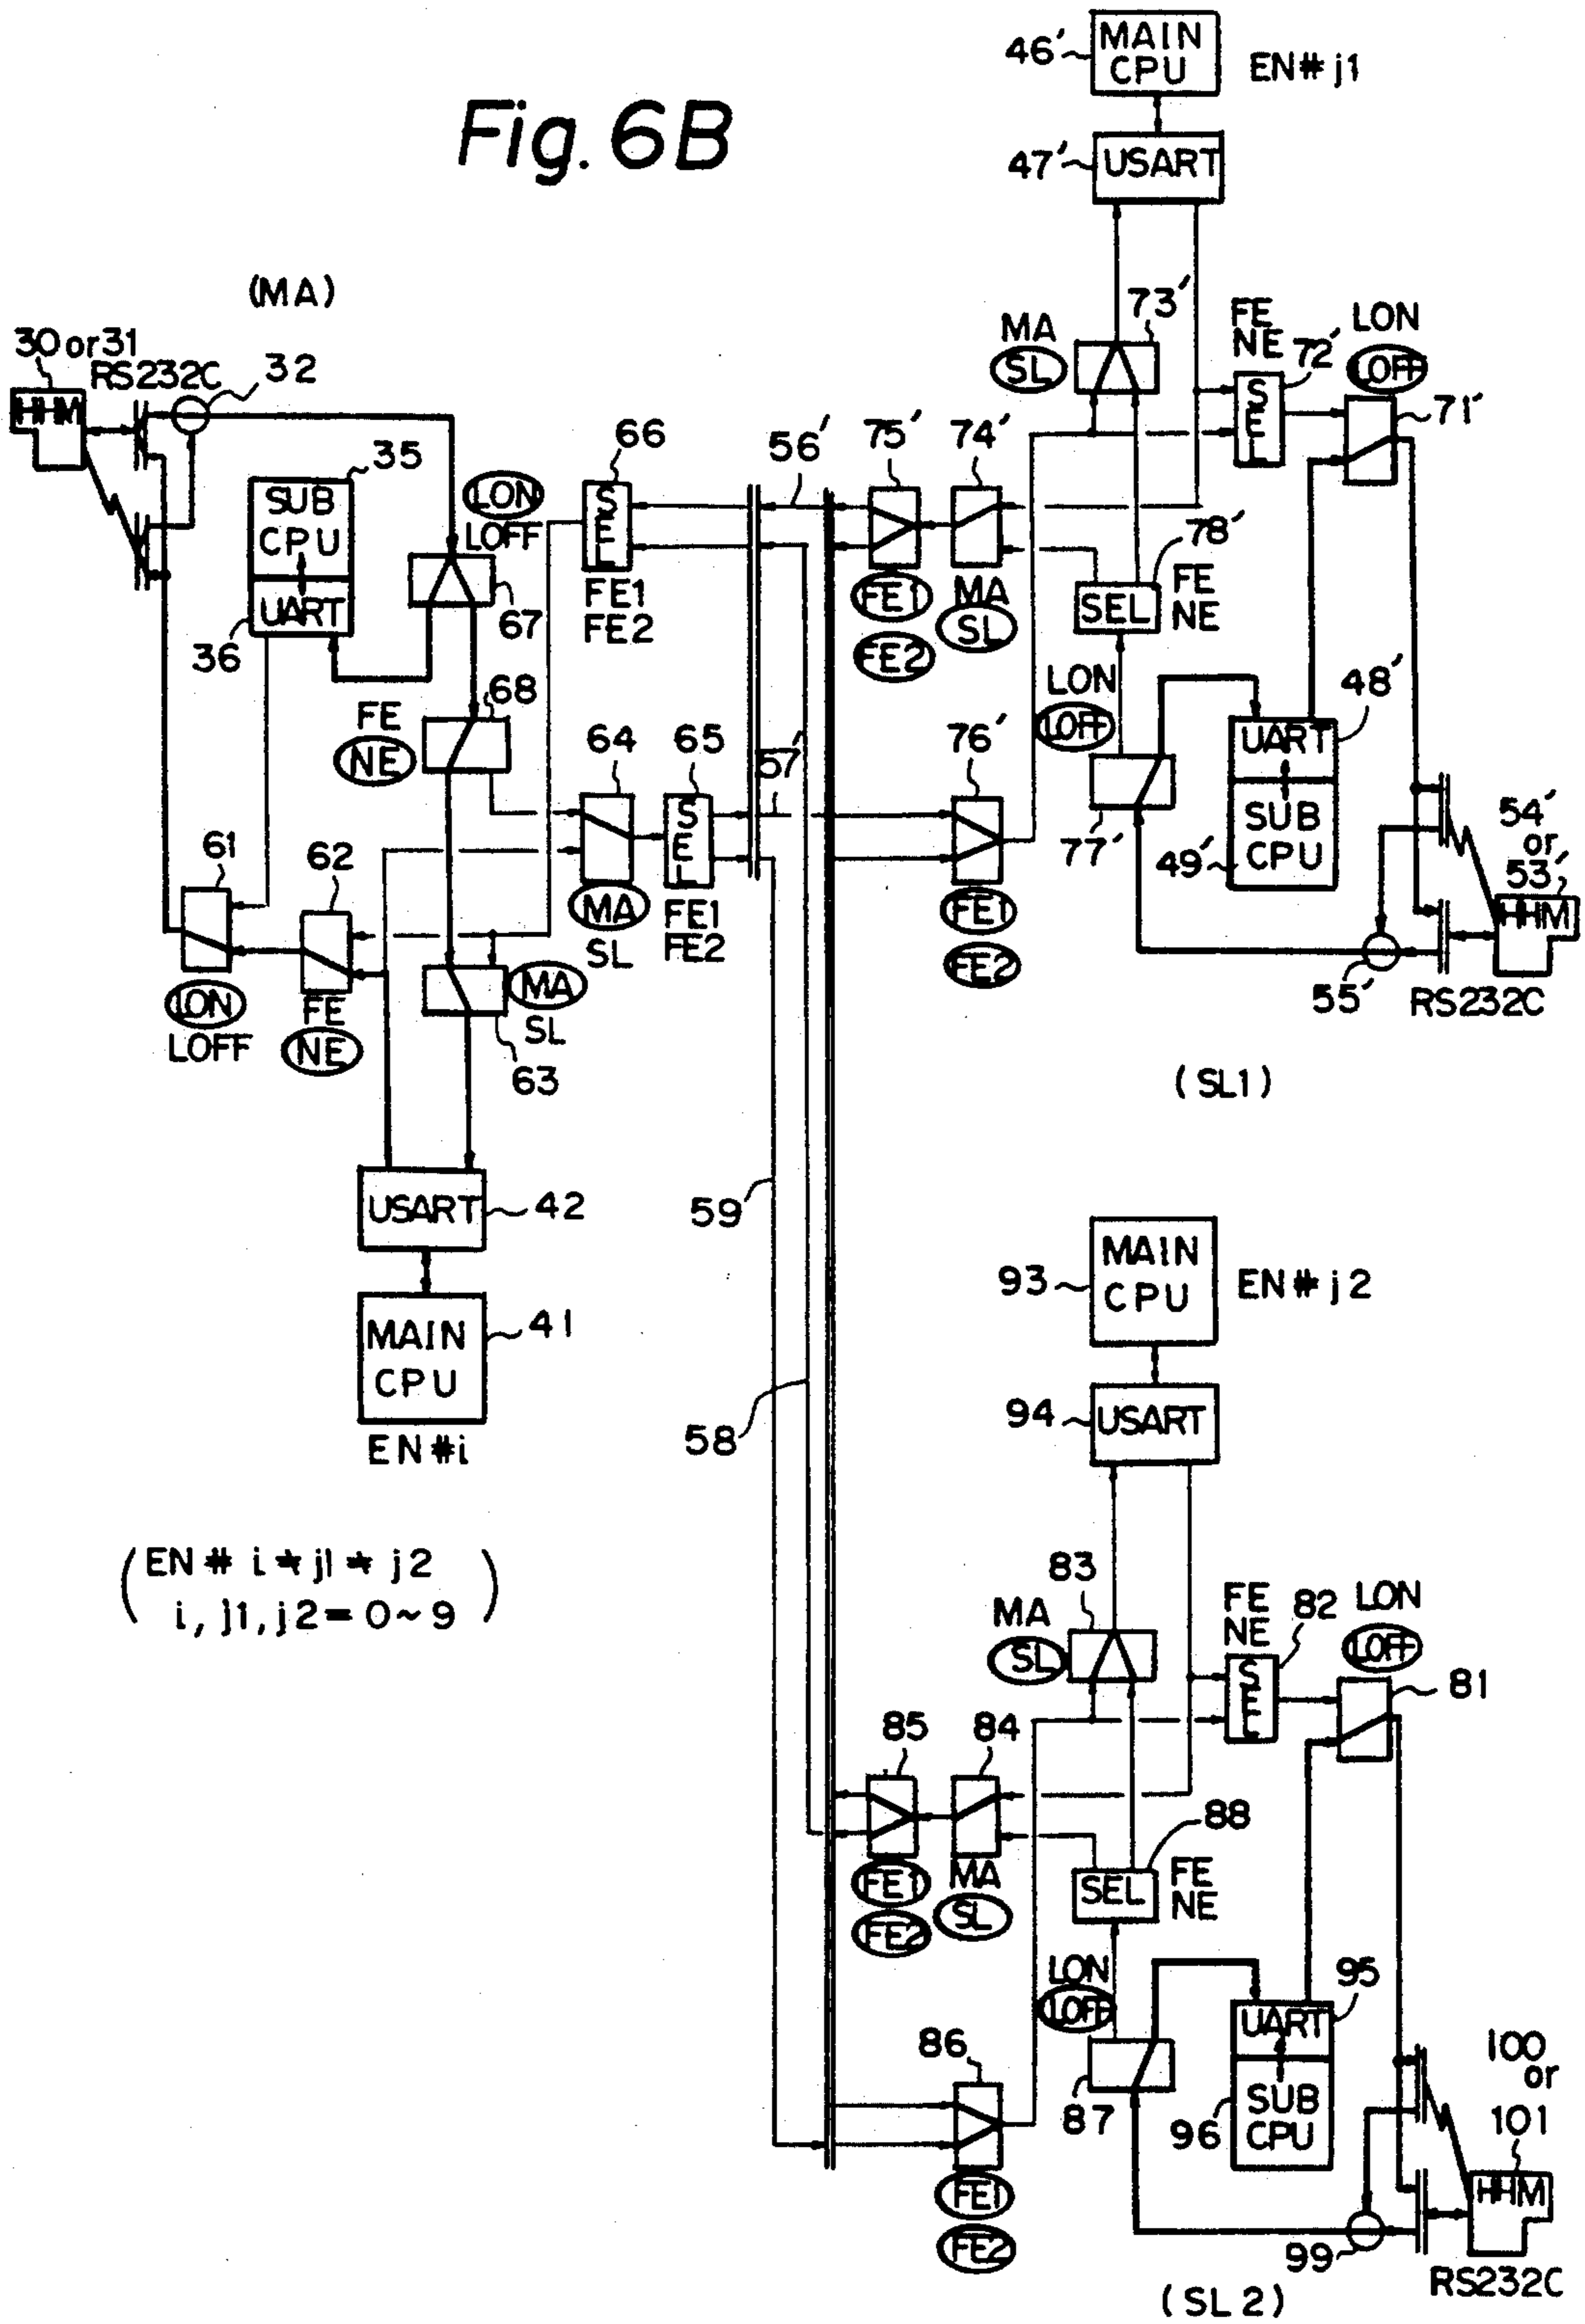 Fig. 6B
46'
MAIN
CPU
EN# j1
47'
USART
(MA)
30 or 31
RS232C
32
HHM
35
SUB
CPU
UART
36
LON
LOFF
67
66
SEL
FE1
FE2
56'
75'
74'
FE1
FE2
MA
SL
MA
SL
73'
FE
NE
72'
SEL
LON
LOFF
71'
78'
SEL
FE
NE
FE
NE
68
64
65
SEL
57'
MA
SL
FE1
FE2
76'
FE1
FE2
LON
LOFF
77'
UART
48'
SUB
CPU
49'
54'
or
53'
HHM
55'
RS232C
(SL1)
61
62
LON
LOFF
FE
NE
MA
SL
63
USART
42
MAIN
CPU
41
EN#i
(EN# i ≠ j1 ≠ j2
i, j1, j2 = 0~9)
59
58
93
MAIN
CPU
EN# j2
94
USART
83
MA
SL
FE
NE
82
SEL
LON
LOFF
81
85
84
FE1
FE2
MA
SL
88
SEL
FE
NE
LON
LOFF
87
95
UART
SUB
CPU
96
86
FE1
FE2
100
or
101
HHM
99
RS232C
(SL2)